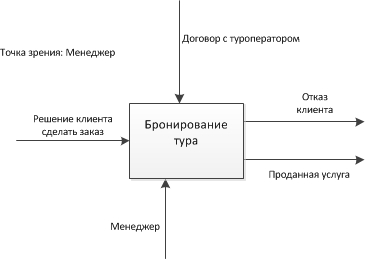 Договор с туроператором
Точка зрения: Менеджер
Решение клиента
сделать заказ
Бронирование
тура
Отказ
клиента
Проданная услуга
Менеджер